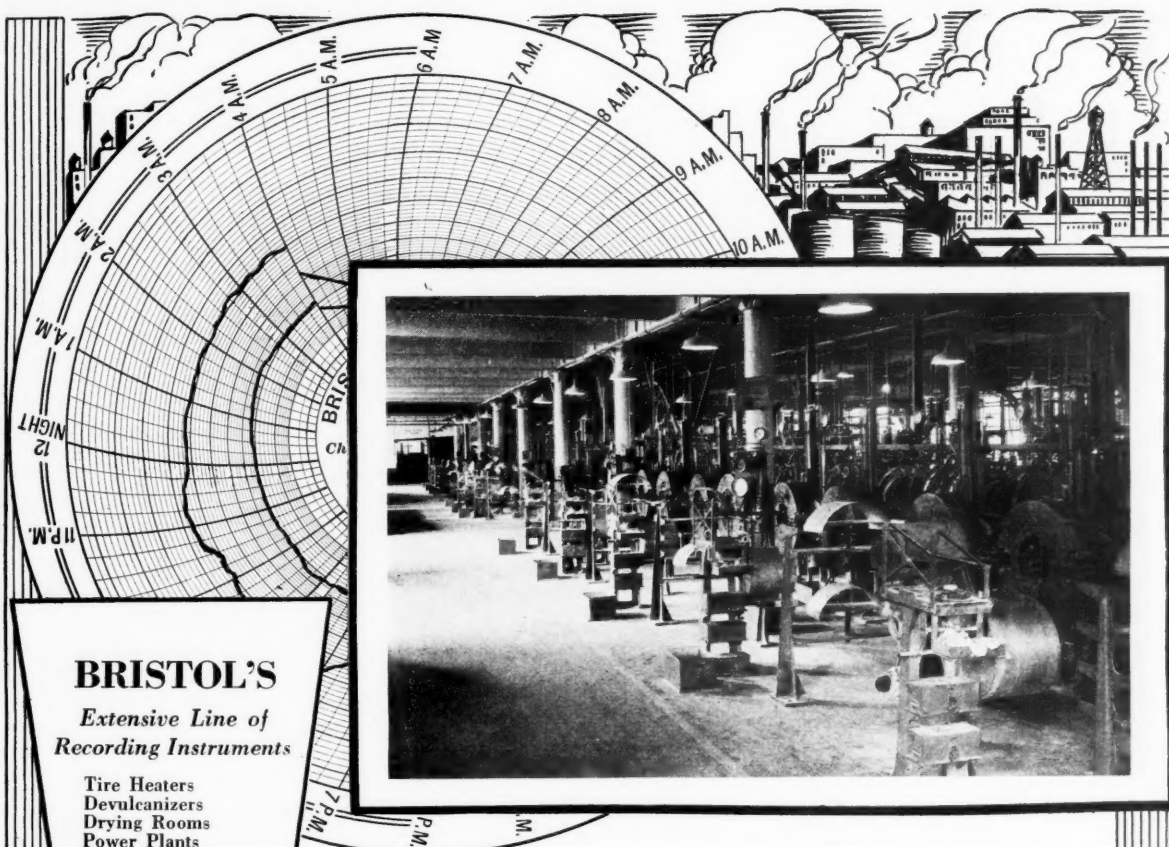 5 A.M.
6 A.M
7 A.M.
8 A.M.
9 A.M.
10 A.M.
4 A.M.
3 A.M.
2 A.M.
1 A.M.
12 NIGHT
11 P.M.
BRIS
Ch
7 P.M.
P.M.
.M.
BRISTOL'S
Extensive Line of
Recording Instruments
Tire Heaters
Devulcanizers
Drying Rooms
Power Plants